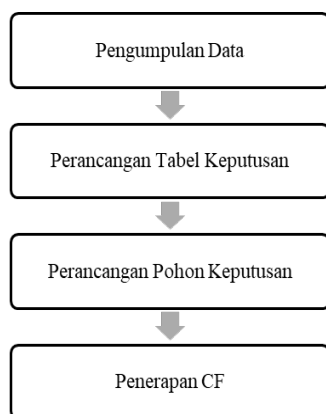 Pengumpulan Data
Perancangan Tabel Keputusan
Perancangan Pohon Keputusan
Penerapan CF